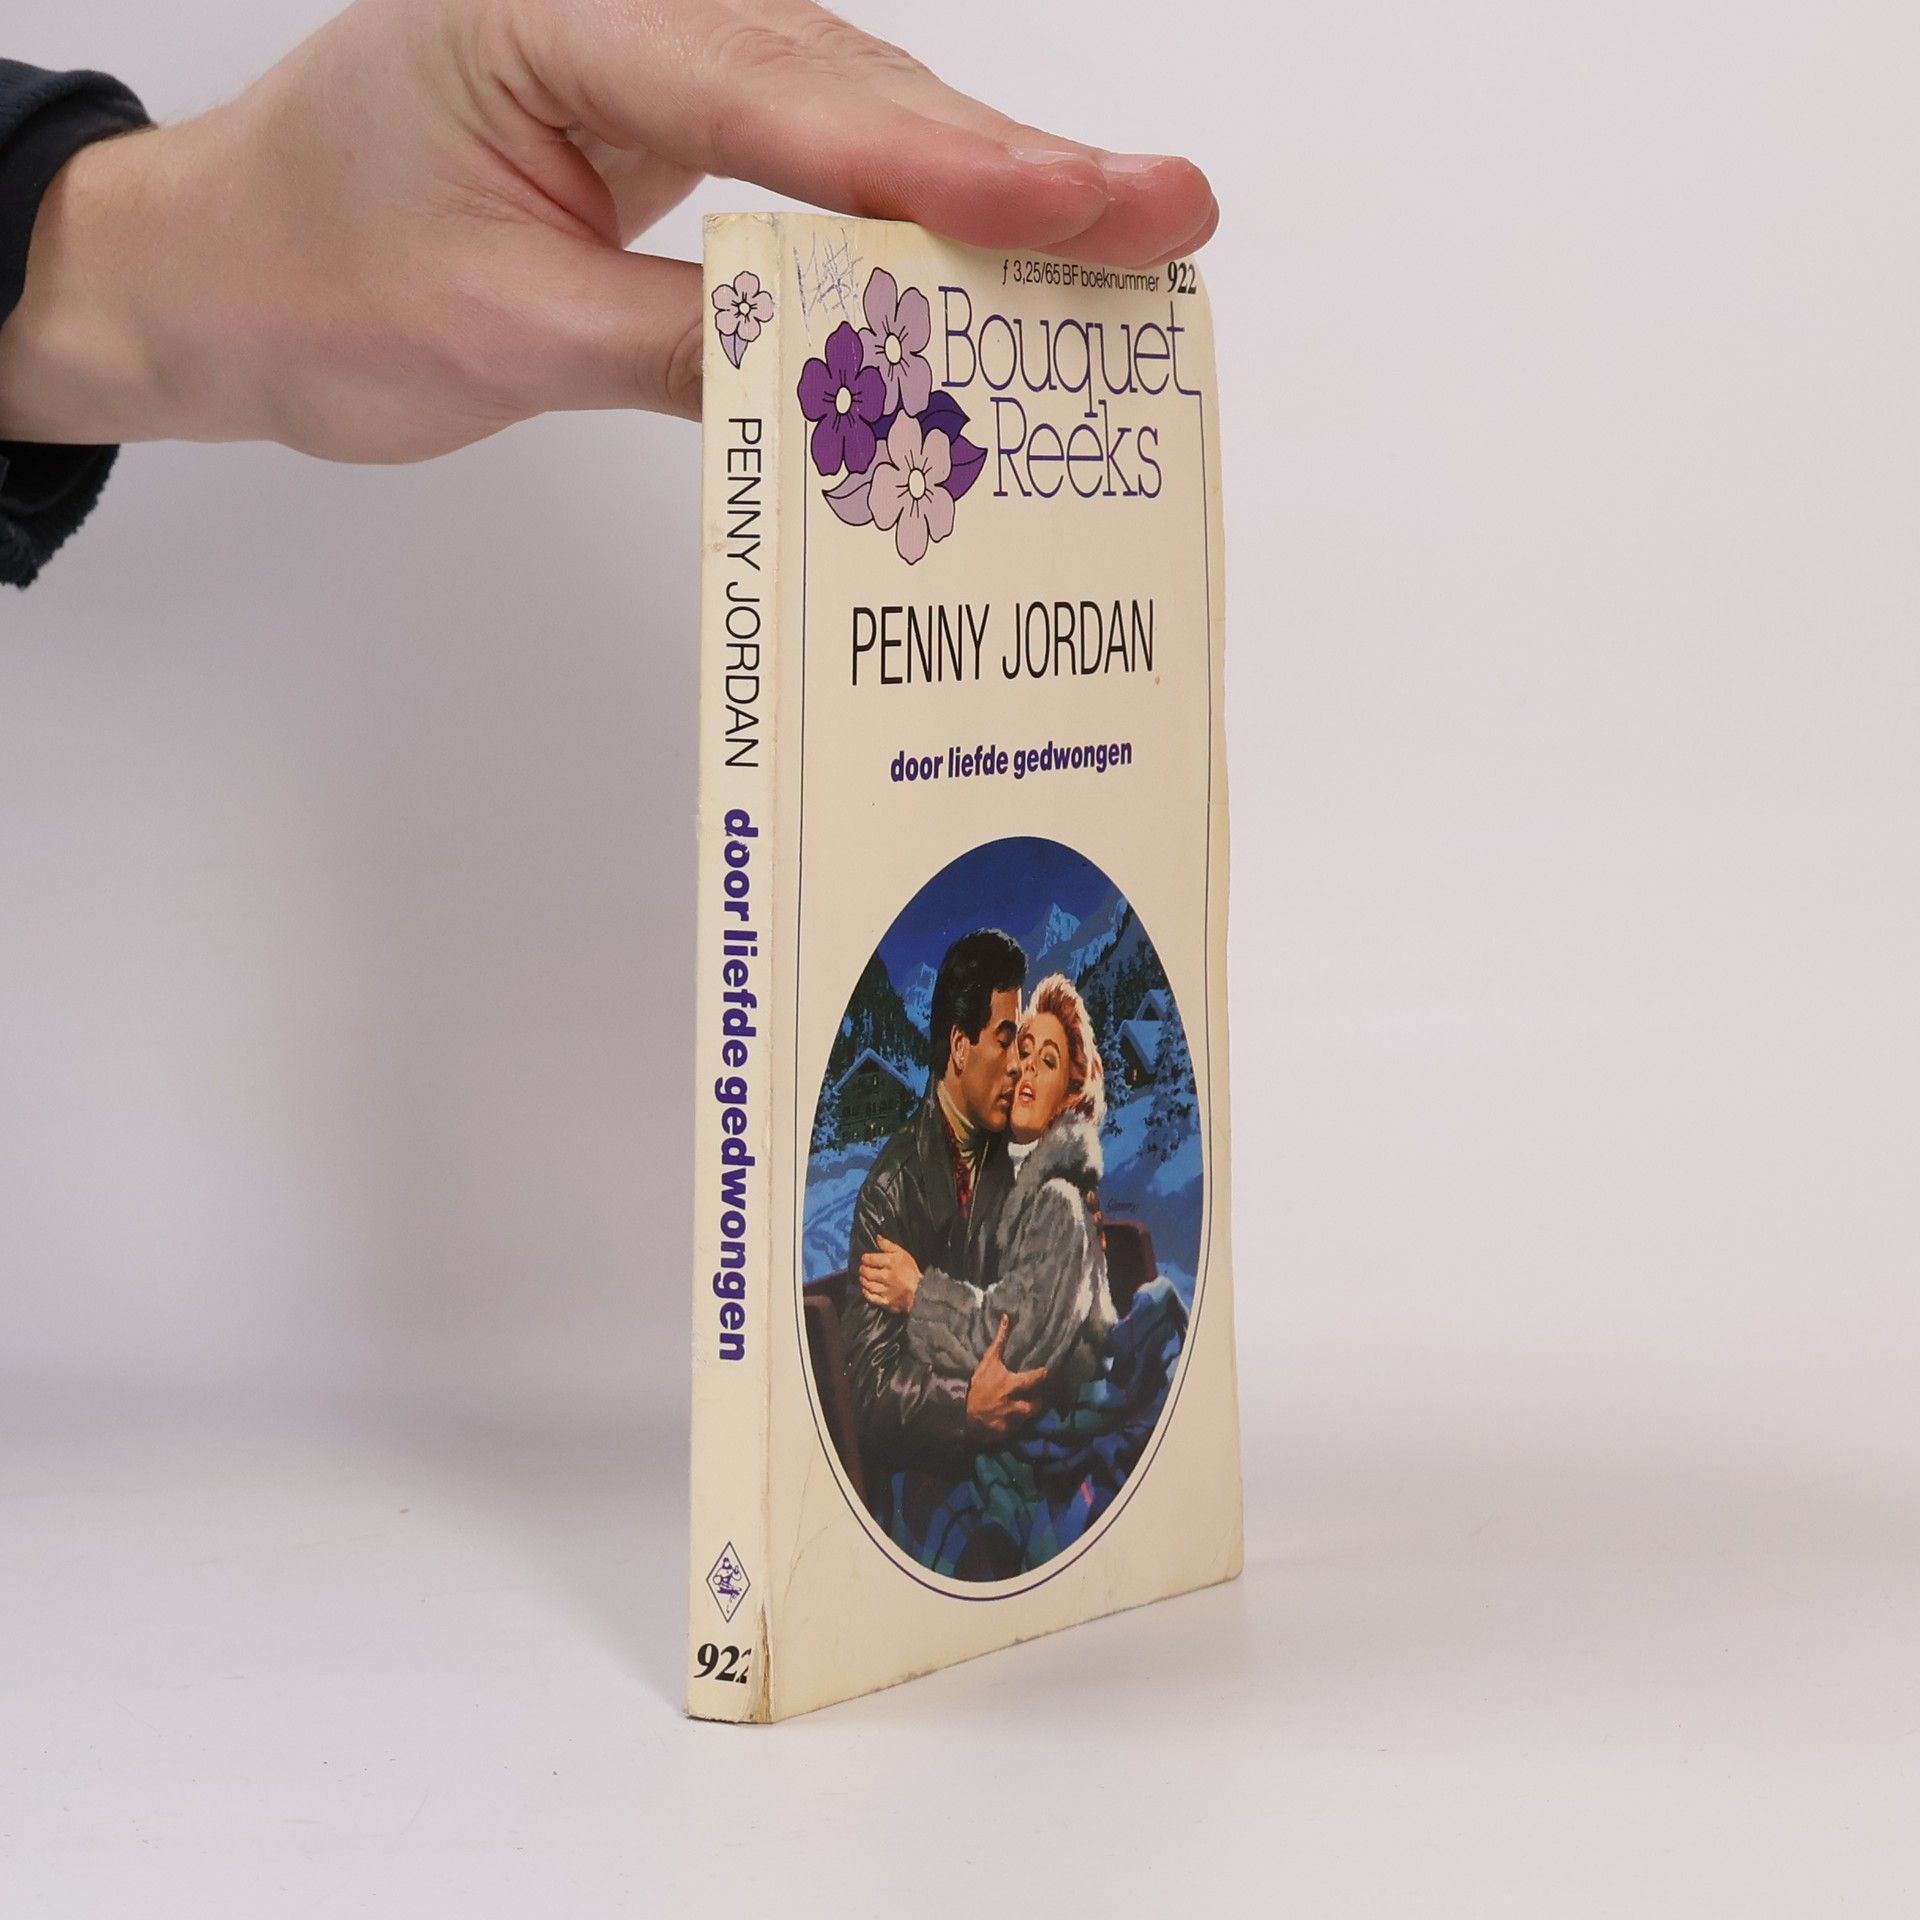 PENNY JORDAN door liefde gedwongen
922
ƒ 3,25/65 BF boeknummer 922
Bouquet
Reeks
PENNY JORDAN
door liefde gedwongen